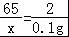 65/x = 2/0.1g